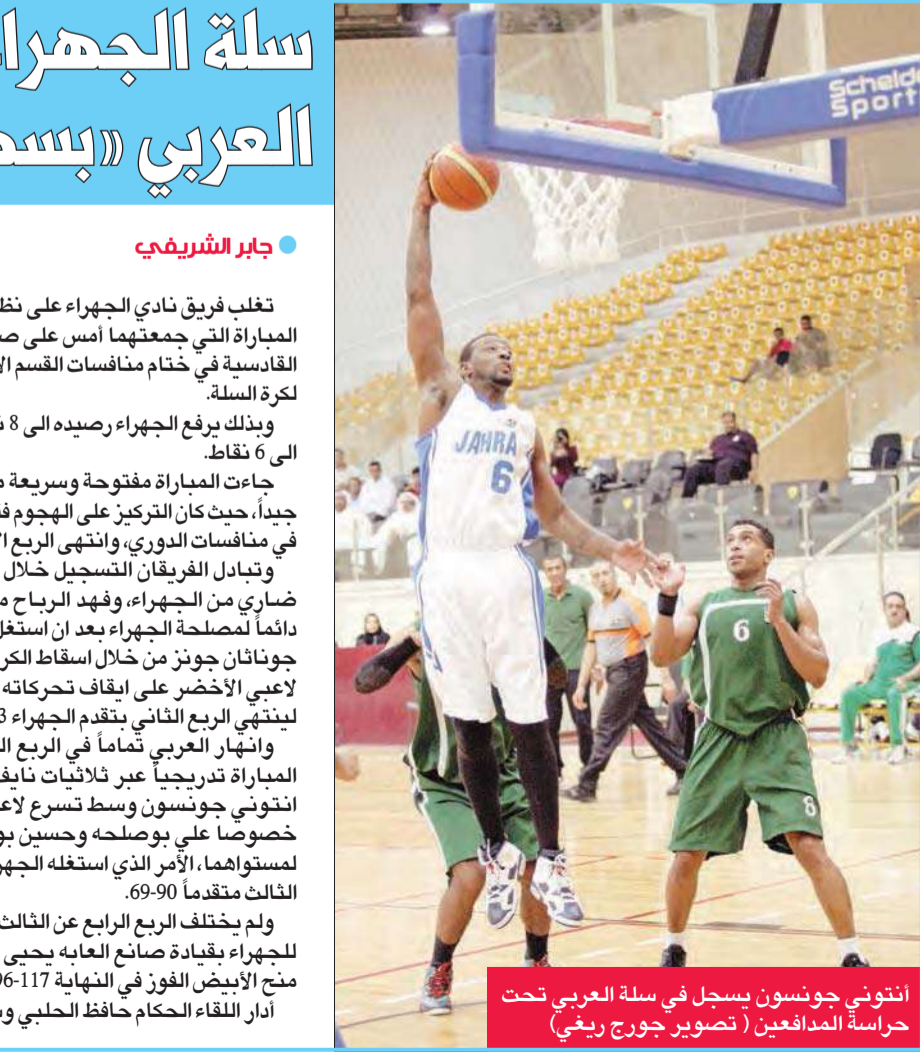 سلة الجهراء
العربي «بسـ
جابر الشريفي
تغلب فريق نادي الجهراء على
المباراة التي جمعتهما أمس على
القادسية في ختام منافسات القسم
لكرة السلة.
وبذلك يرفع الجهراء رصيده الى 8
الى 6 نقاط.
جاءت المباراة مفتوحة وسريعة
جيداً، حيث كان التركيز على الهجوم
في منافسات الدوري، وانتهى الربع
وتبادل الفريقان التسجيل خلال
ضاري من الجهراء، وفهد الرباح
دائماً لمصلحة الجهراء بعد ان
جوناثان جونز من خلال اسقاط
لاعبي الأخضر على ايقاف تحركاته
لينتهي الربع الثاني بتقدم الجهراء
وانهار العربي تماماً في الربع
المباراة تدريجياً عبر ثلاثيات نايف
انتوني جونسون وسط تسرع
خصوصا علي بوصلحه وحسين
لمستواهما، الأمر الذي استغله
الثالث متقدماً 90-69.
ولم يختلف الربع الرابع عن الثالث
للجهراء بقيادة صانع العابه يحيى
منح الأبيض الفوز في النهاية 117-96
أدار اللقاء الحكام حافظ الحلبي
Schelde
Sports
JAHRA
6
6
8
أنتوني جونسون يسجل في سلة العربي تحت
حراسة المدافعين ( تصوير جورج ريغي)